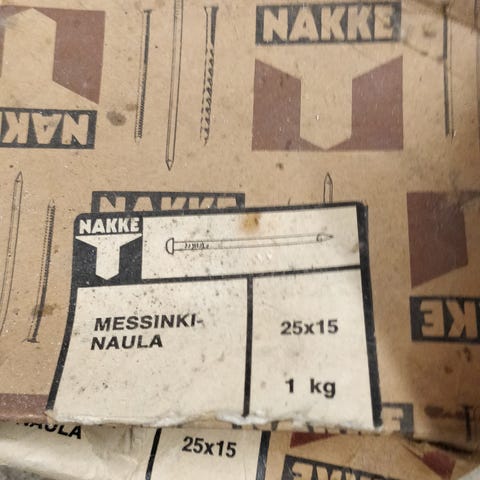 NAKKE
NAKKE
NAKKE
NAKKE
MESSINKI-
NAULA
25x15
1 kg
NAULA
25x15